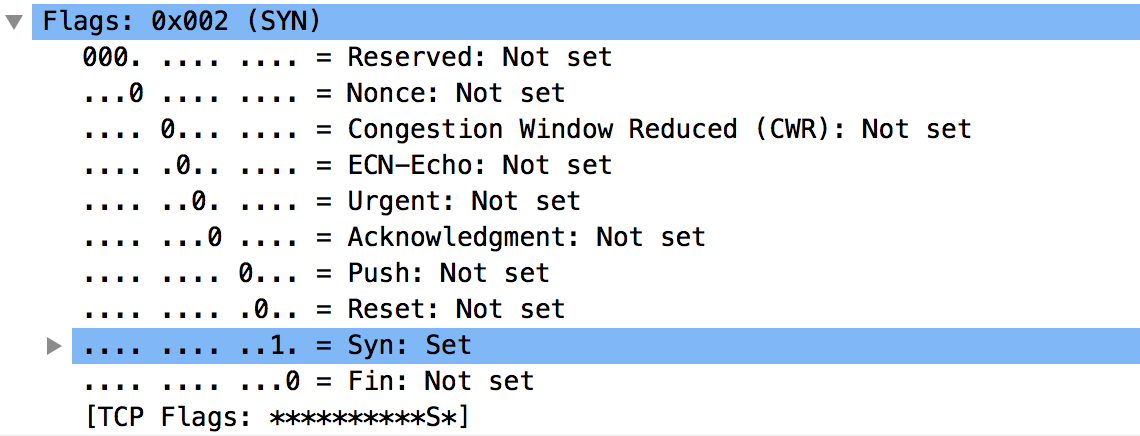 Flags: 0x002 (SYN)
000. .... .... = Reserved: Not set
...0 .... .... = Nonce: Not set
.... 0... .... = Congestion Window Reduced (CWR): Not set
.... .0.. .... = ECN-Echo: Not set
.... ..0. .... = Urgent: Not set
.... ...0 .... = Acknowledgment: Not set
.... .... 0... = Push: Not set
.... .... .0.. = Reset: Not set
.... .... ..1. = Syn: Set
.... .... ...0 = Fin: Not set
[TCP Flags: **********S*]